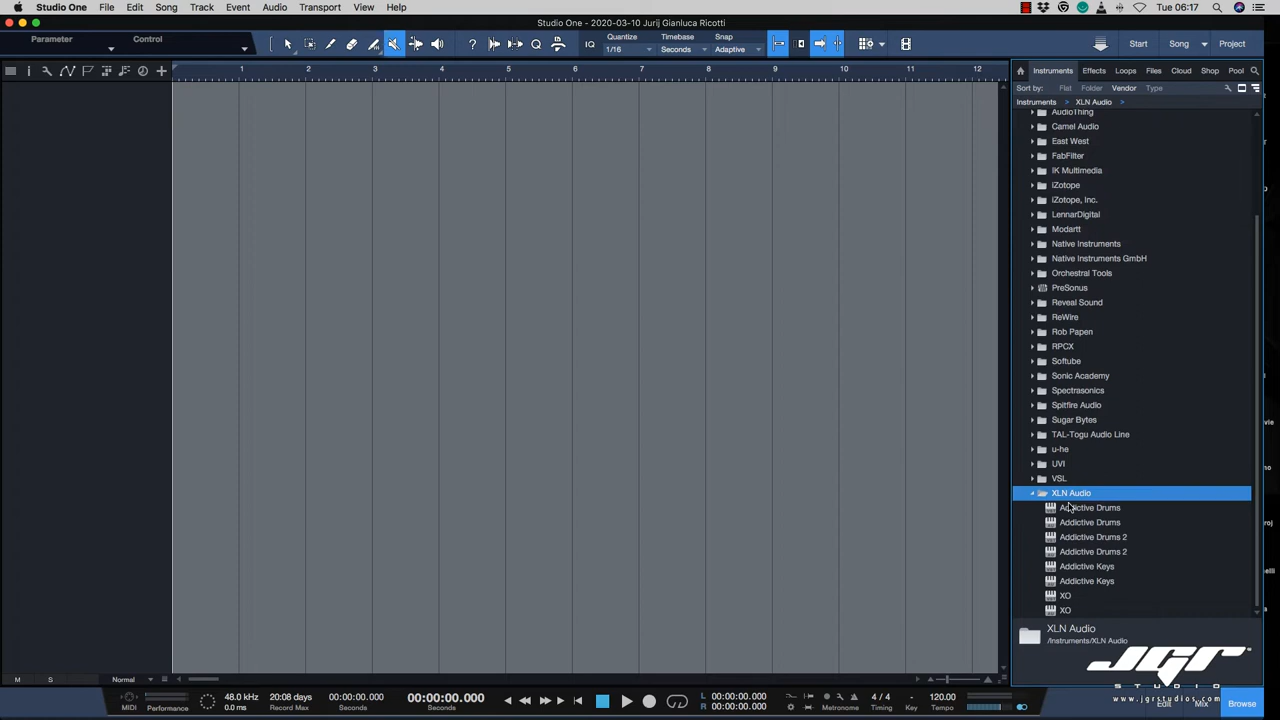 Studio One File Edit Song Track Event Audio Transport View Help Tue 06:17
Studio One - 2020-03-10 Jurij Gianluca Ricotti
Parameter Control Quantize Timebase Snap
1/16 Seconds Adaptive
IQ Start Song Project
1 2 3 4 5 6 7 8 9 10 11 12
Instruments Effects Loops Files Cloud Shop Pool
Sort by: Flat Folder Vendor Type
Instruments > XLN Audio >
AudioThing
Camel Audio
East West
FabFilter
IK Multimedia
iZotope
iZotope, Inc.
LennarDigital
Modartt
Native Instruments
Native Instruments GmbH
Orchestral Tools
PreSonus
Reveal Sound
ReWire
Rob Papen
RPCX
Softube
Sonic Academy
Spectrasonics
Spitfire Audio
Sugar Bytes
TAL-Togu Audio Line
u-he
UVI
VSL
XLN Audio
Addictive Drums
Addictive Drums
Addictive Drums 2
Addictive Drums 2
Addictive Keys
Addictive Keys
XO
XO
XLN Audio
/Instruments/XLN Audio
JGR
STUDIO
www.jgrstudios.com
M S Normal
MIDI Performance
48.0 kHz
0.0 ms
20:08 days
Record Max
00:00:00.000
Seconds
00:00:00.000
Seconds
L 00:00:00.000
R 00:00:00.000
Metronome
4 / 4
Timing
-
Key
120.00
Tempo
Edit Mix Browse